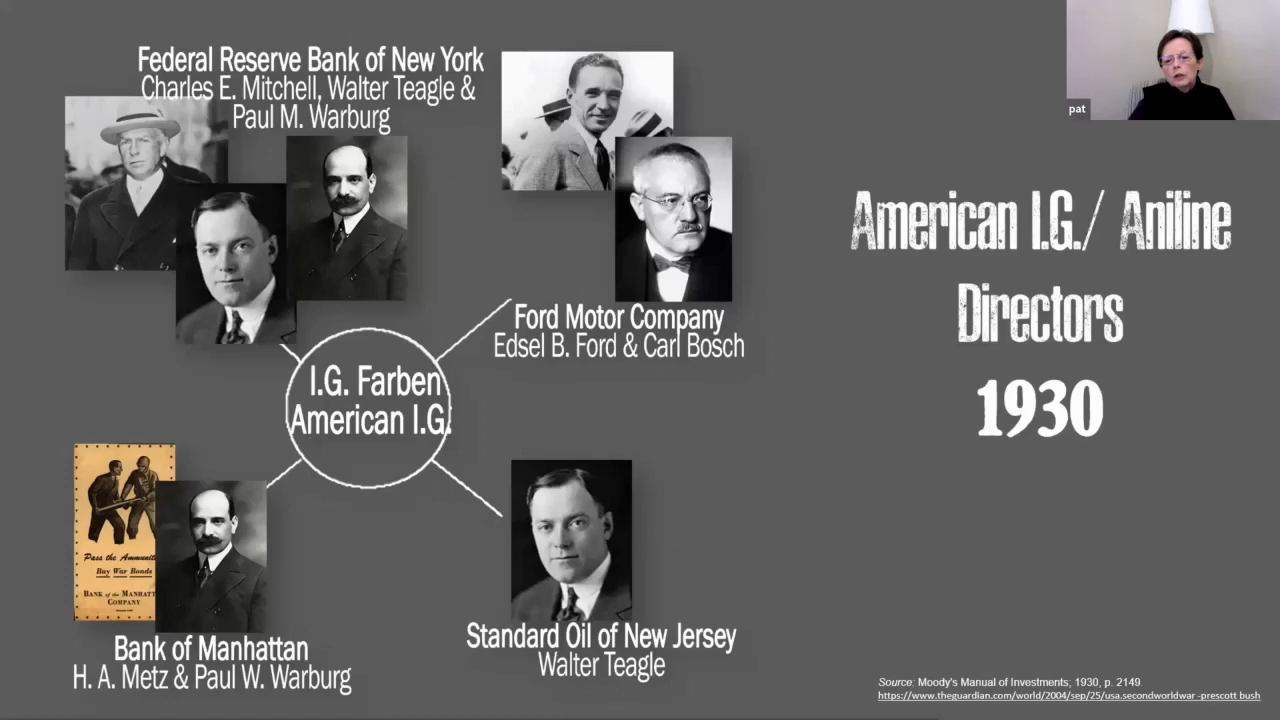 Federal Reserve Bank of New York
Charles E. Mitchell, Walter Teagle &
Paul M. Warburg
pat
American I.G./ Aniline
Directors
1930
Ford Motor Company
Edsel B. Ford & Carl Bosch
I.G. Farben
American I.G.
Pass the Ammunit
Buy War Bonds
BANK of the MANHATT
COMPANY
Bank of Manhattan
H. A. Metz & Paul W. Warburg
Standard Oil of New Jersey
Walter Teagle
Source: Moody's Manual of Investments; 1930, p. 2149.
https://www.theguardian.com/world/2004/sep/25/usa.secondworldwar -prescott bush